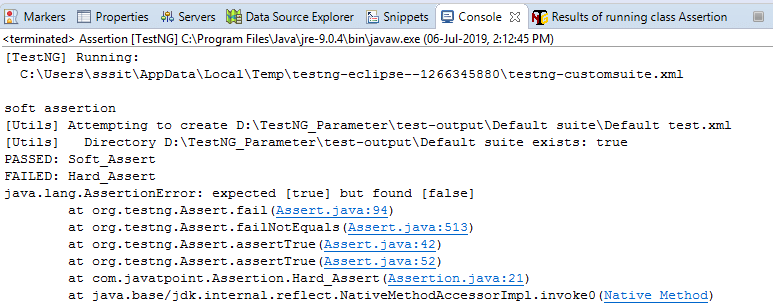 Markers Properties Servers Data Source Explorer Snippets Console Results of running class Assertion
<terminated> Assertion [TestNG] C:\Program Files\Java\jre-9.0.4\bin\javaw.exe (06-Jul-2019, 2:12:45 PM)
[TestNG] Running:
C:\Users\sssit\AppData\Local\Temp\testng-eclipse--1266345880\testng-customsuite.xml
soft assertion
[Utils] Attempting to create D:\TestNG_Parameter\test-output\Default suite\Default test.xml
[Utils]   Directory D:\TestNG_Parameter\test-output\Default suite exists: true
PASSED: Soft_Assert
FAILED: Hard_Assert
java.lang.AssertionError: expected [true] but found [false]
at org.testng.Assert.fail(Assert.java:94)
at org.testng.Assert.failNotEquals(Assert.java:513)
at org.testng.Assert.assertTrue(Assert.java:42)
at org.testng.Assert.assertTrue(Assert.java:52)
at com.javatpoint.Assertion.Hard_Assert(Assertion.java:21)
at java.base/jdk.internal.reflect.NativeMethodAccessorImpl.invoke0(Native Method)